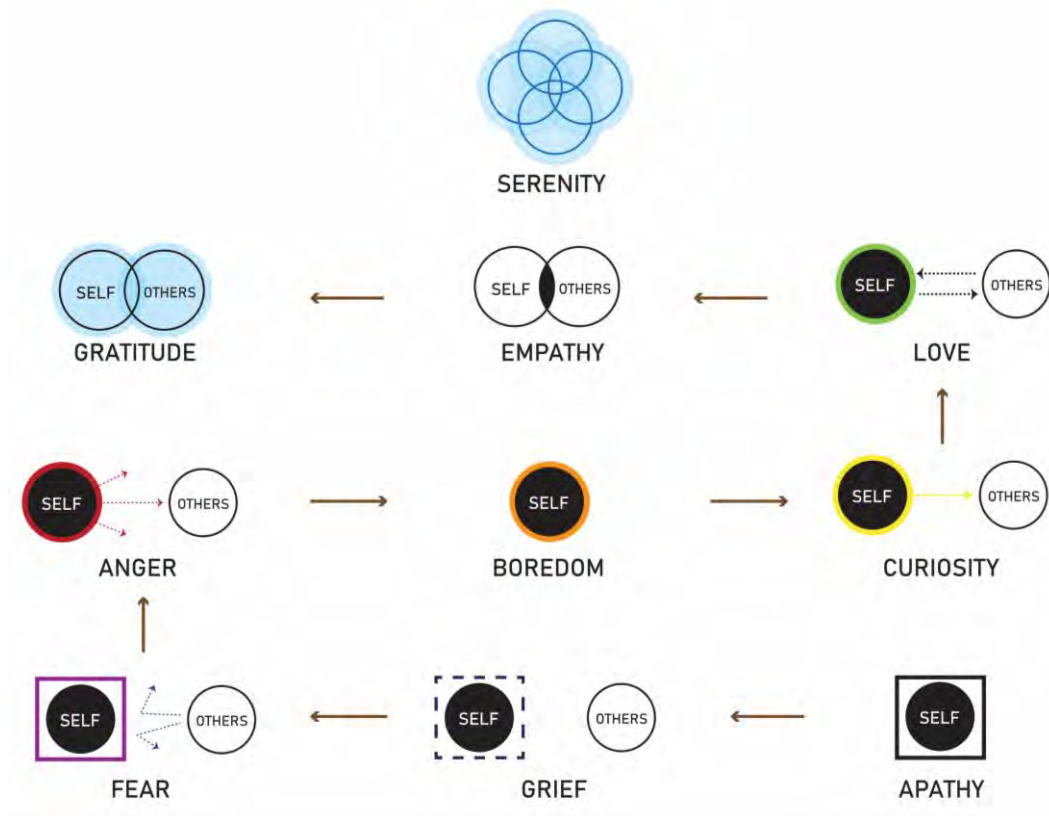 SERENITY
SELF OTHERS
GRATITUDE
SELF OTHERS
EMPATHY
SELF OTHERS
LOVE
SELF OTHERS
ANGER
SELF
BOREDOM
SELF OTHERS
CURIOSITY
SELF OTHERS
FEAR
SELF OTHERS
GRIEF
SELF
APATHY